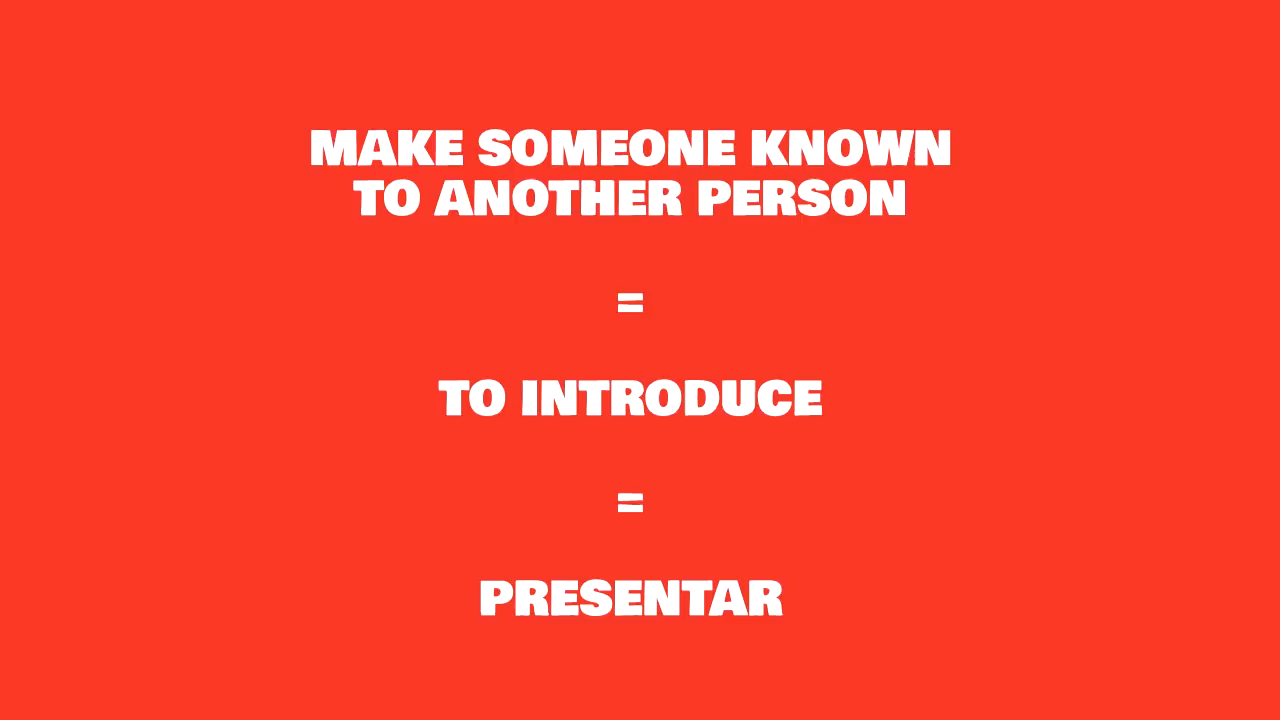 MAKE SOMEONE KNOWN
TO ANOTHER PERSON
=
TO INTRODUCE
=
PRESENTAR